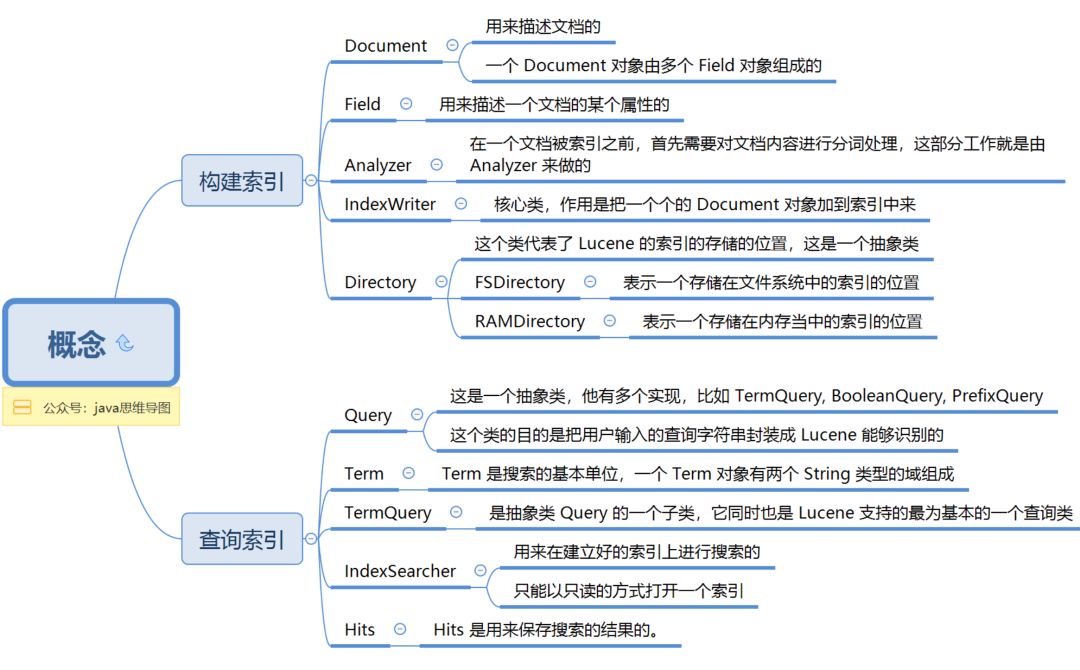 概念
公众号：java思维导图
构建索引
Document
用来描述文档的
一个 Document 对象由多个 Field 对象组成的
Field
用来描述一个文档的某个属性的
Analyzer
在一个文档被索引之前，首先需要对文档内容进行分词处理，这部分工作就是由
Analyzer 来做的
IndexWriter
核心类，作用是把一个个的 Document 对象加到索引中来
Directory
这个类代表了 Lucene 的索引的存储的位置，这是一个抽象类
FSDirectory
表示一个存储在文件系统中的索引的位置
RAMDirectory
表示一个存储在内存当中的索引的位置
查询索引
Query
这是一个抽象类，他有多个实现，比如 TermQuery, BooleanQuery, PrefixQuery
这个类的目的是把用户输入的查询字符串封装成 Lucene 能够识别的
Term
Term 是搜索的基本单位，一个 Term 对象有两个 String 类型的域组成
TermQuery
是抽象类 Query 的一个子类，它同时也是 Lucene 支持的最为基本的一个查询类
IndexSearcher
用来在建立好的索引上进行搜索的
只能以只读的方式打开一个索引
Hits
Hits 是用来保存搜索的结果的。